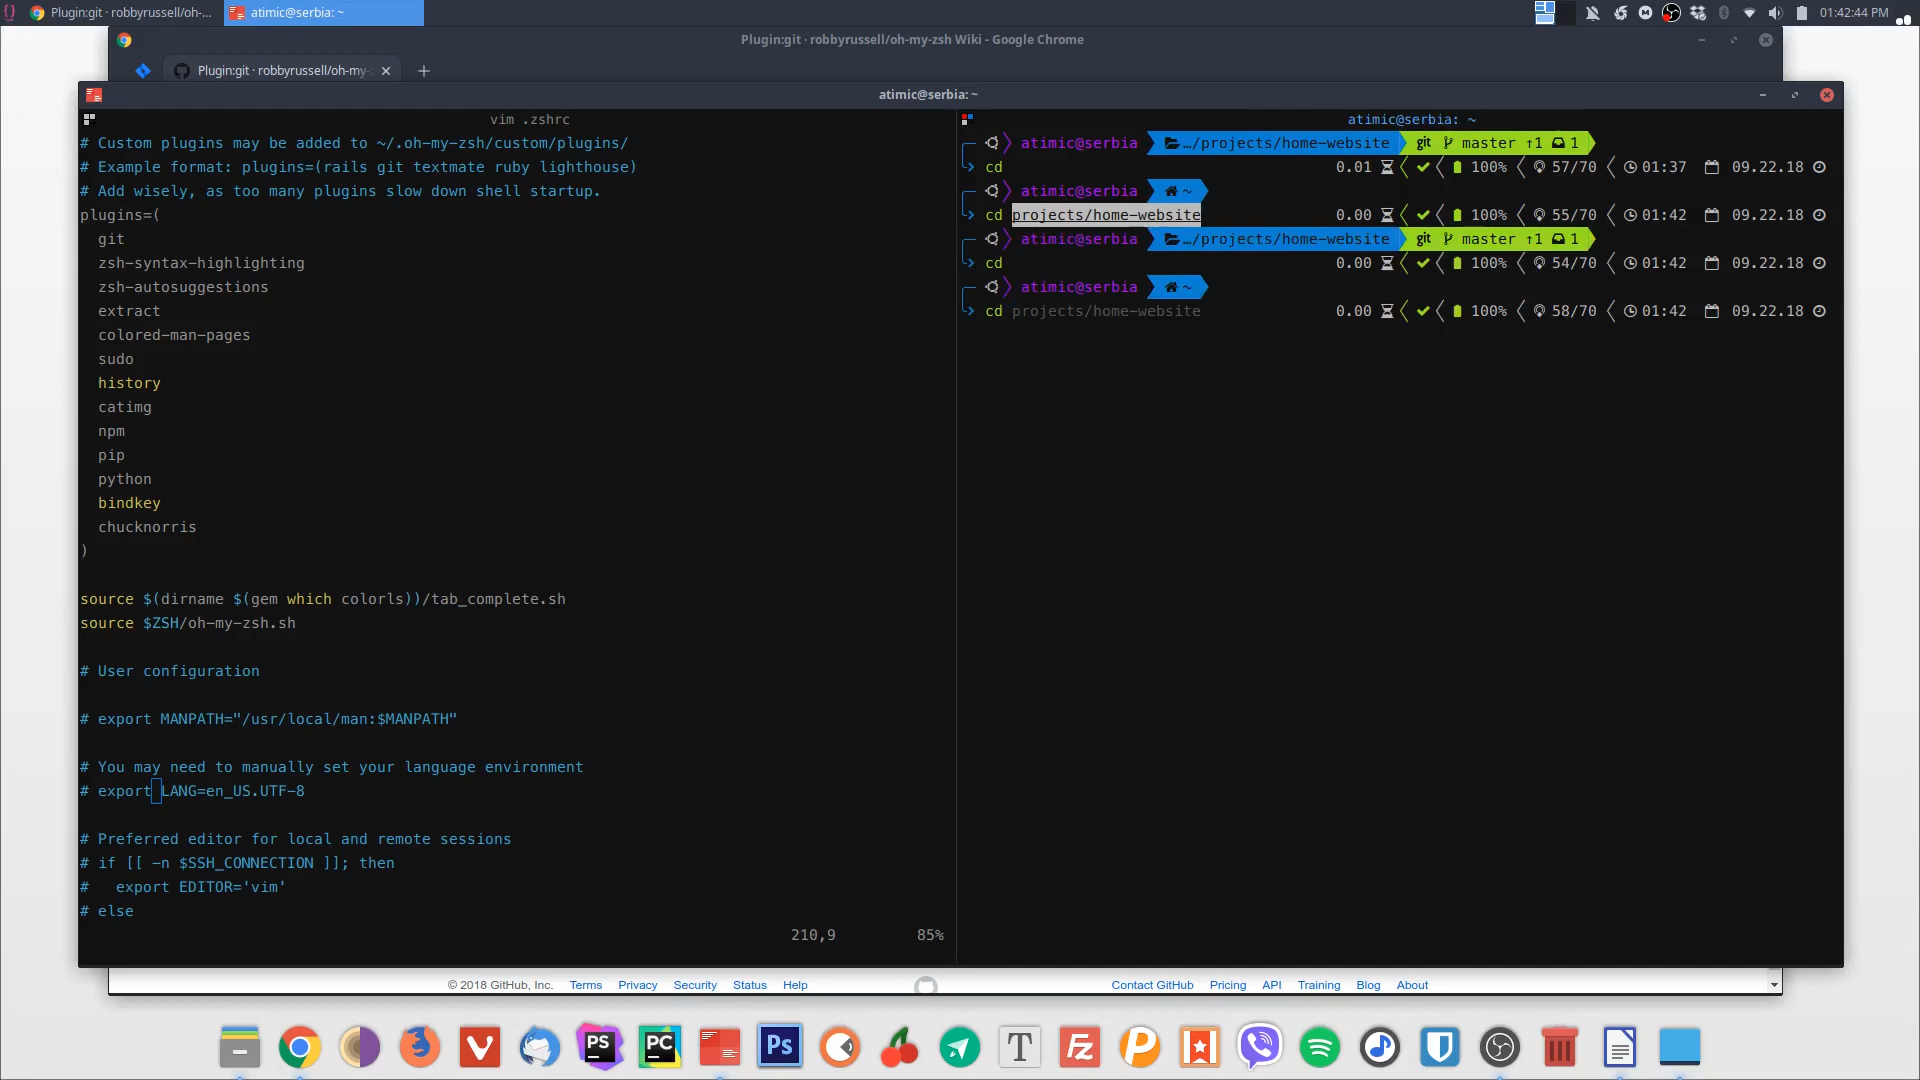 Plugin:git · robbyrussell/oh-...
atimic@serbia: ~
01:42:44 PM
Plugin:git · robbyrussell/oh-my-zsh Wiki - Google Chrome
Plugin:git · robbyrussell/oh-my-
atimic@serbia: ~
vim .zshrc
# Custom plugins may be added to ~/.oh-my-zsh/custom/plugins/
# Example format: plugins=(rails git textmate ruby lighthouse)
# Add wisely, as too many plugins slow down shell startup.
plugins=(
git
zsh-syntax-highlighting
zsh-autosuggestions
extract
colored-man-pages
sudo
history
catimg
npm
pip
python
bindkey
chucknorris
)
source $(dirname $(gem which colorls))/tab_complete.sh
source $ZSH/oh-my-zsh.sh
# User configuration
# export MANPATH="/usr/local/man:$MANPATH"
# You may need to manually set your language environment
# export LANG=en_US.UTF-8
# Preferred editor for local and remote sessions
# if [[ -n $SSH_CONNECTION ]]; then
#   export EDITOR='vim'
# else
210,9 85%
atimic@serbia: ~
atimic@serbia …/projects/home-website git master ↑1 1
cd 0.01 100% 57/70 01:37 09.22.18
atimic@serbia ~
cd projects/home-website 0.00 100% 55/70 01:42 09.22.18
atimic@serbia …/projects/home-website git master ↑1 1
cd 0.00 100% 54/70 01:42 09.22.18
atimic@serbia ~
cd projects/home-website 0.00 100% 58/70 01:42 09.22.18
© 2018 GitHub, Inc. Terms Privacy Security Status Help Contact GitHub Pricing API Training Blog About
PS PC Ps T Fz P